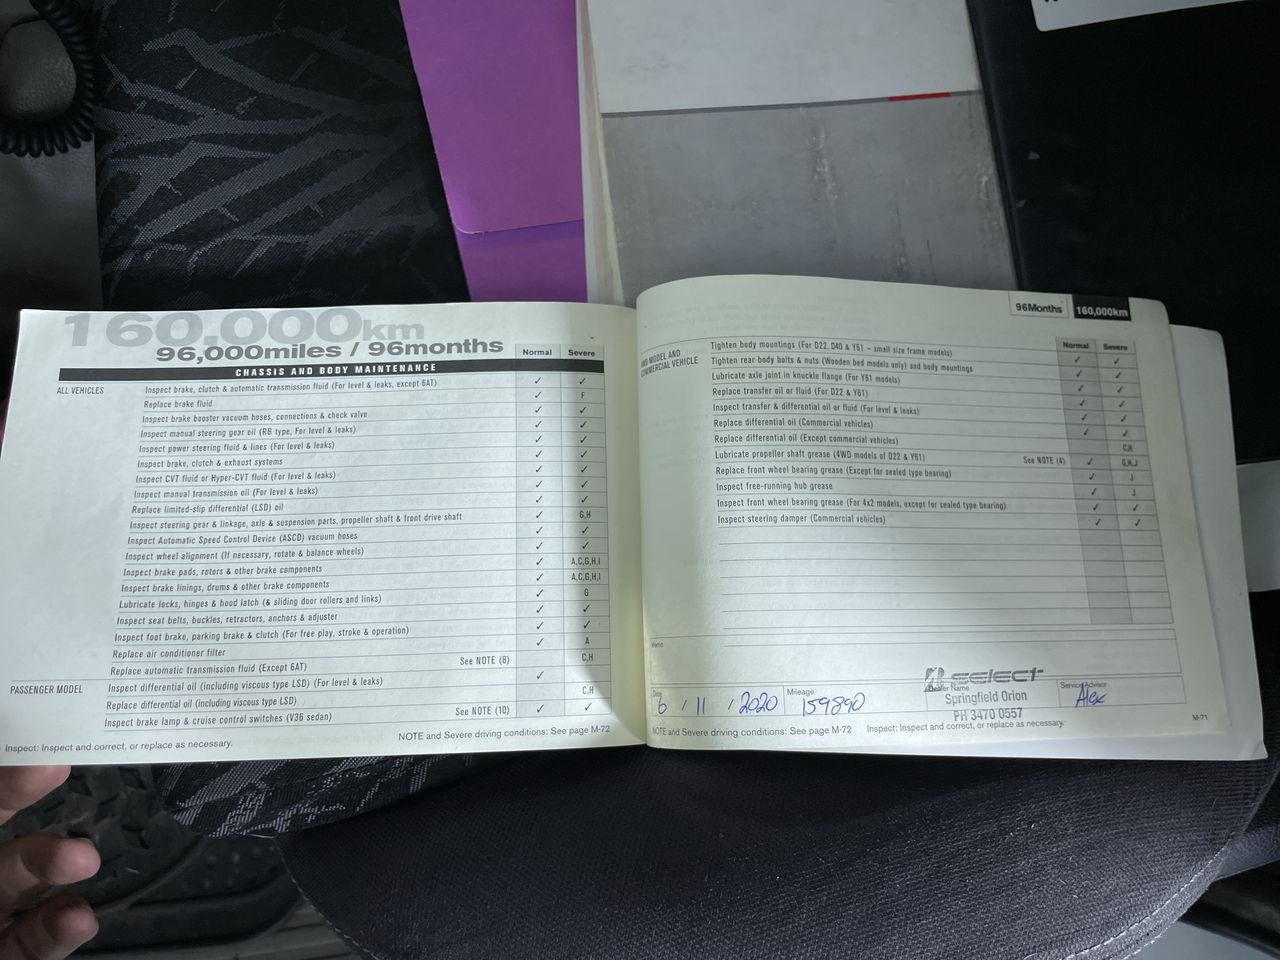 160,000km
96,000miles / 96months
Normal Severe
CHASSIS AND BODY MAINTENANCE
ALL VEHICLES
Inspect brake, clutch & automatic transmission fluid (For level & leaks, except 6AT) ✓ ✓
Replace brake fluid ✓ F
Inspect brake booster vacuum hoses, connections & check valve ✓ ✓
Inspect manual steering gear oil (RB type, For level & leaks) ✓ ✓
Inspect power steering fluid & lines (For level & leaks) ✓ ✓
Inspect brake, clutch & exhaust systems ✓ ✓
Inspect CVT fluid or Hyper-CVT fluid (For level & leaks) ✓ ✓
Inspect manual transmission oil (For level & leaks) ✓ ✓
Replace limited-slip differential (LSD) oil ✓ ✓
Inspect steering gear & linkage, axle & suspension parts, propeller shaft & front drive shaft ✓ G,H
Inspect Automatic Speed Control Device (ASCD) vacuum hoses ✓ ✓
Inspect wheel alignment (If necessary, rotate & balance wheels) ✓ ✓
Inspect brake pads, rotors & other brake components ✓ A,C,G,H,I
Inspect brake linings, drums & other brake components ✓ A,C,G,H,I
Lubricate locks, hinges & hood latch (& sliding door rollers and links) ✓ G
Inspect seat belts, buckles, retractors, anchors & adjuster ✓ ✓
Inspect foot brake, parking brake & clutch (For free play, stroke & operation) ✓ ✓
Replace air conditioner filter ✓ A
Replace automatic transmission fluid (Except 6AT) See NOTE (8) C,H
PASSENGER MODEL
Inspect differential oil (including viscous type LSD) (For level & leaks) ✓
Replace differential oil (including viscous type LSD) C,H
Inspect brake lamp & cruise control switches (V36 sedan) See NOTE (10) ✓ ✓
Inspect: Inspect and correct, or replace as necessary.
NOTE and Severe driving conditions: See page M-72
96Months 160,000km
Normal Severe
MODEL AND
COMMERCIAL VEHICLE
Tighten body mountings (For D22, D40 & Y61 - small size frame models) ✓ ✓
Tighten rear body bolts & nuts (Wooden bed models only) and body mountings ✓ ✓
Lubricate axle joint in knuckle flange (For Y61 models) ✓ ✓
Replace transfer oil or fluid (For D22 & Y61) ✓ ✓
Inspect transfer & differential oil or fluid (For level & leaks) ✓ ✓
Replace differential oil (Commercial vehicles) ✓ ✓
Replace differential oil (Except commercial vehicles) C,H
Lubricate propeller shaft grease (4WD models of D22 & Y61) See NOTE (4) ✓ G,H,J
Replace front wheel bearing grease (Except for sealed type bearing) ✓ J
Inspect free-running hub grease ✓ J
Inspect front wheel bearing grease (For 4x2 models, except for sealed type bearing) ✓ ✓
Inspect steering damper (Commercial vehicles) ✓ ✓
Memo
Date 6 / 11 / 2020
Mileage 159890
select
Dealer Name
Springfield Orion
PH 3470 0557
Service Advisor
Alex
NOTE and Severe driving conditions: See page M-72
Inspect: Inspect and correct, or replace as necessary.
M-71